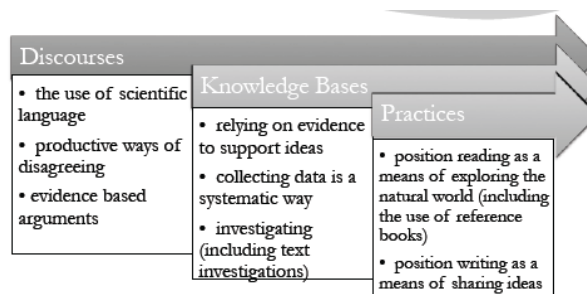 Discourses
• the use of scientific
language
• productive ways of
disagreeing
• evidence based
arguments
Knowledge Bases
• relying on evidence
to support ideas
• collecting data is a
systematic way
• investigating
(including text
investigations)
Practices
• position reading as a
means of exploring the
natural world (including
the use of reference
books)
• position writing as a
means of sharing ideas